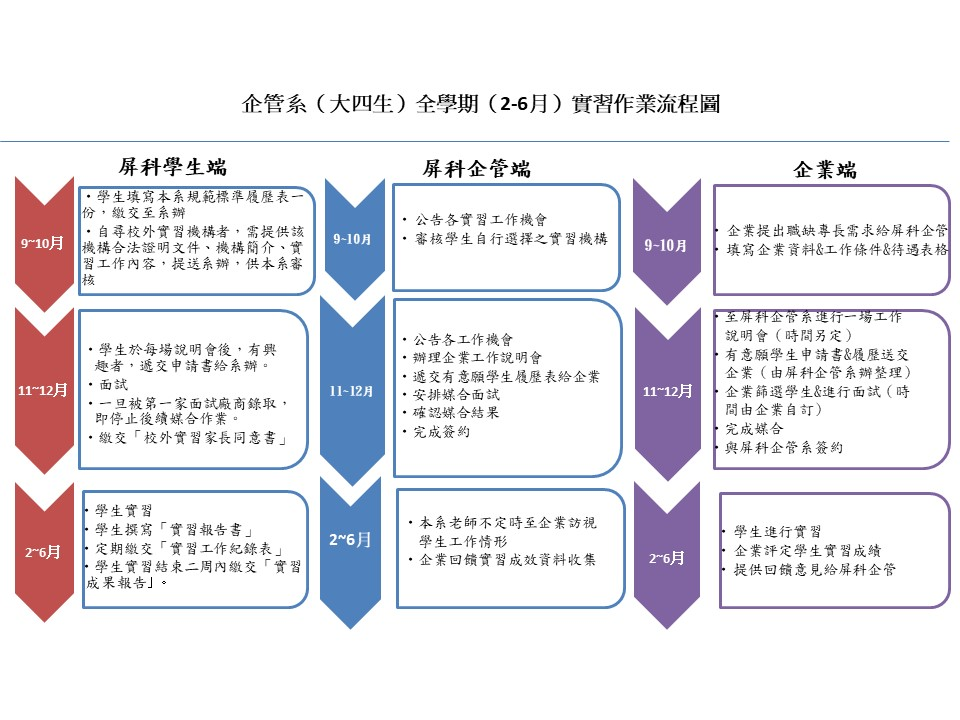 企管系（大四生）全學期（2-6月）實習作業流程圖
屏科學生端
9~10月
・學生填寫本系規範標準履歷表一
份，繳交至系辦
・自尋校外實習機構者，需提供該
機構合法證明文件、機構簡介、實
習工作內容，提送系辦，供本系審
核
11~12月
・學生於每場說明會後，有興
趣者，遞交申請書給系辦。
・面試
・一旦被第一家面試廠商錄取，
即停止後續媒合作業。
・繳交「校外實習家長同意書」
2~6月
・學生實習
・學生撰寫「實習報告書」
・定期繳交「實習工作紀錄表」
・學生實習結束二周內繳交「實習
成果報告」。
屏科企管端
9~10月
・公告各實習工作機會
・審核學生自行選擇之實習機構
11~12月
・公告各工作機會
・辦理企業工作說明會
・遞交有意願學生履歷表給企業
・安排媒合面試
・確認媒合結果
・完成簽約
2~6月
・本系老師不定時至企業訪視
學生工作情形
・企業回饋實習成效資料收集
企業端
9~10月
・企業提出職缺專長需求給屏科企管
・填寫企業資料&工作條件&待遇表格
11~12月
・至屏科企管系進行一場工作
說明會（時間另定）
・有意願學生申請書&履歷送交
企業（由屏科企管系辦整理）
・企業篩選學生&進行面試（時
間由企業自訂）
・完成媒合
・與屏科企管系簽約
2~6月
・學生進行實習
・企業評定學生實習成績
・提供回饋意見給屏科企管